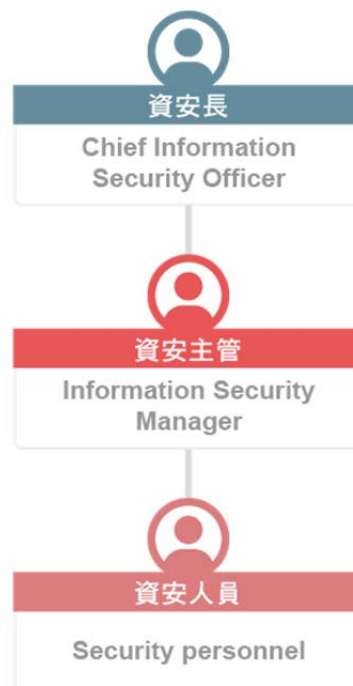 資安長
Chief Information
Security Officer
資安主管
Information Security
Manager
資安人員
Security personnel